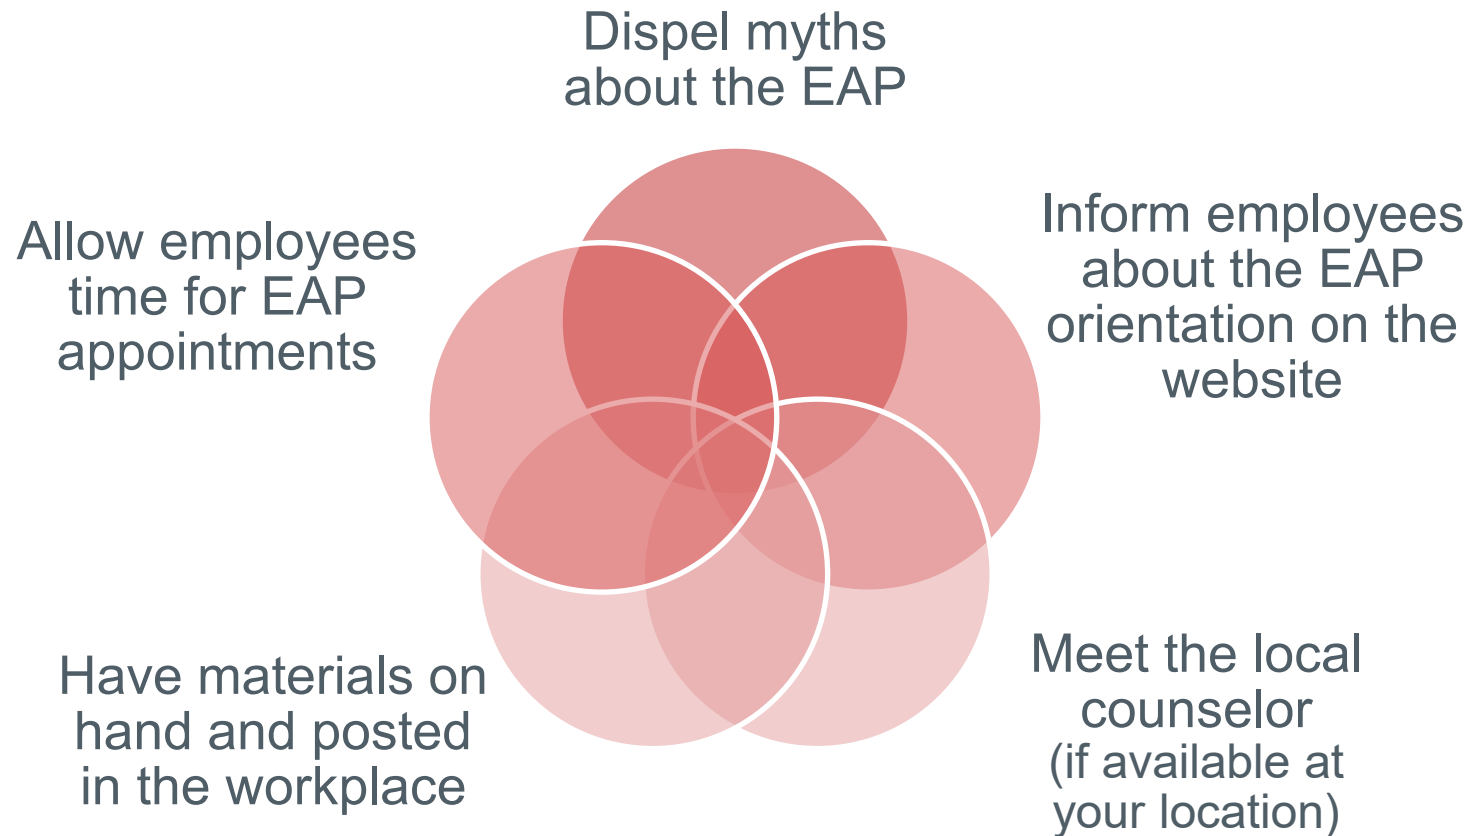 Dispel myths
about the EAP
Inform employees
about the EAP
orientation on the
website
Meet the local
counselor
(if available at
your location)
Have materials on
hand and posted
in the workplace
Allow employees
time for EAP
appointments